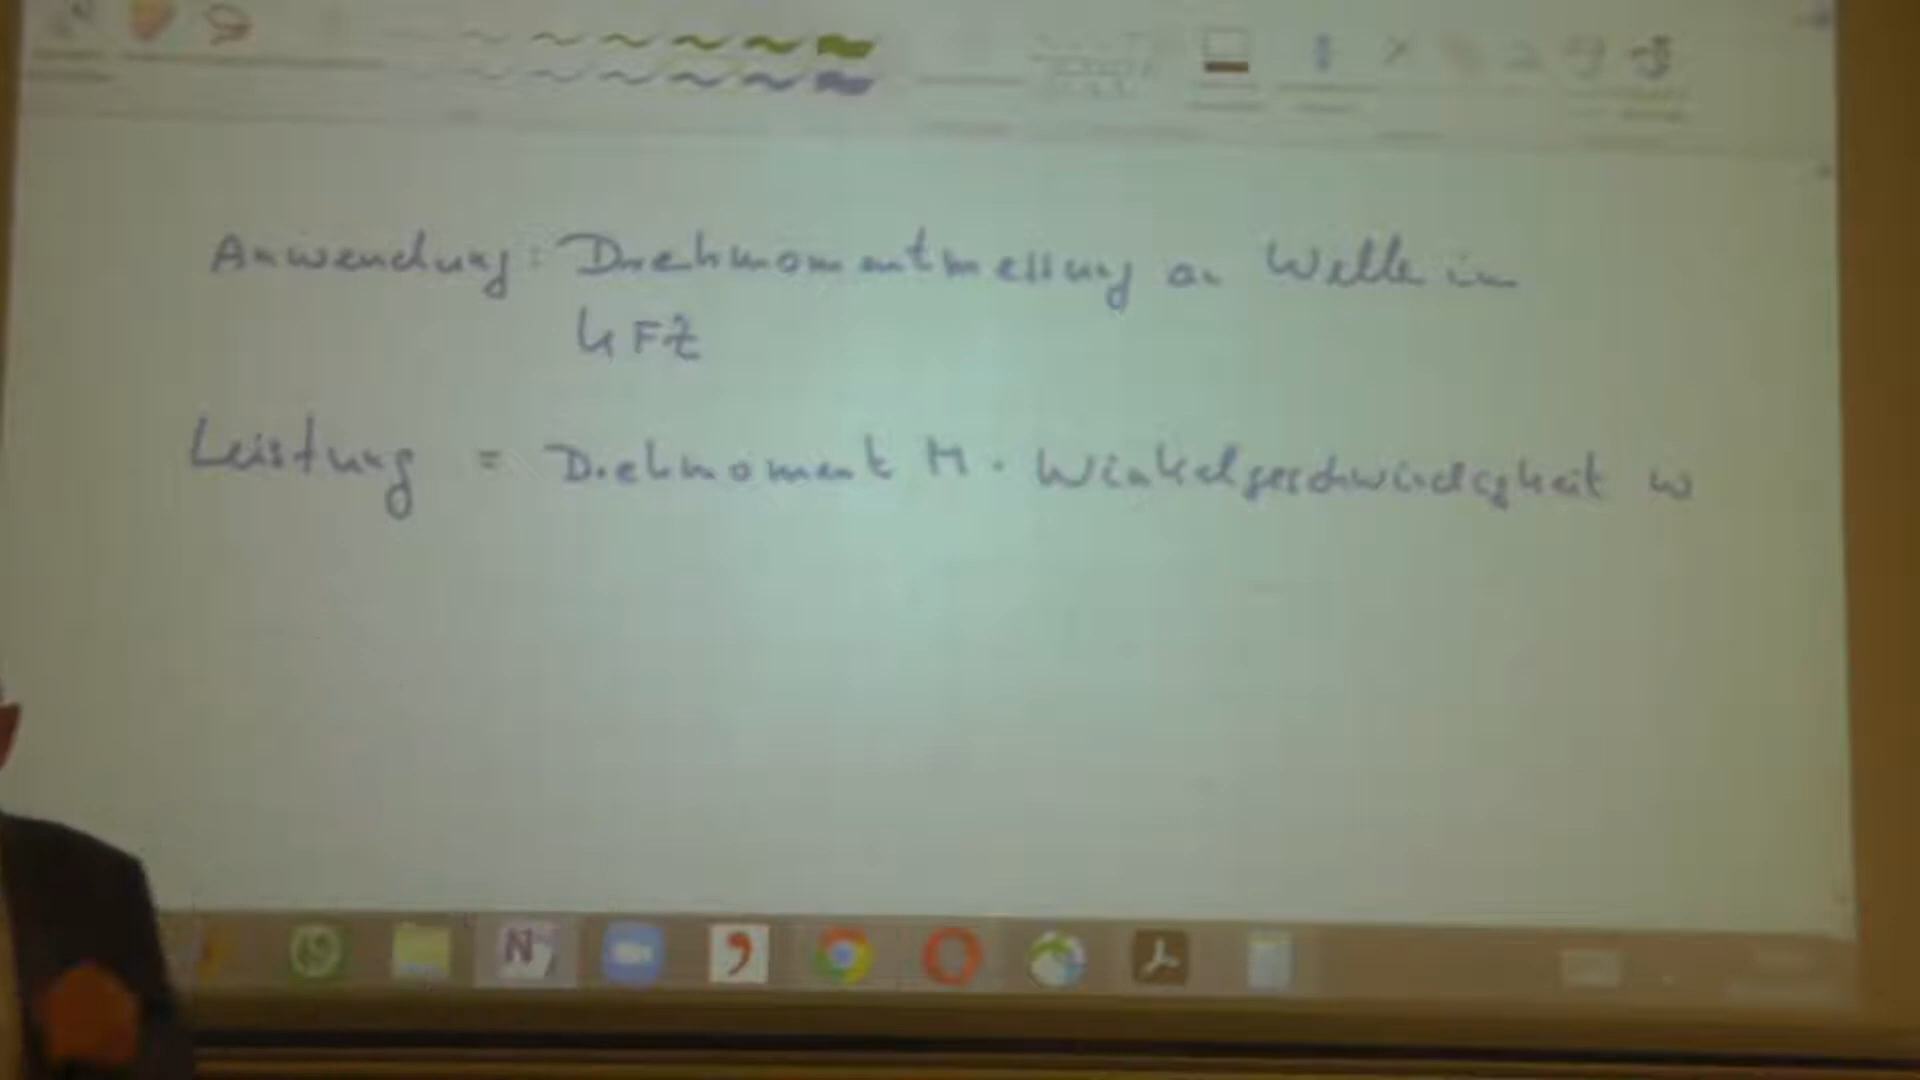 Anwendung: Drehmomentmessung an Welle im
KFZ
Leistung = Drehmoment M · Winkelgeschwindigkeit ω